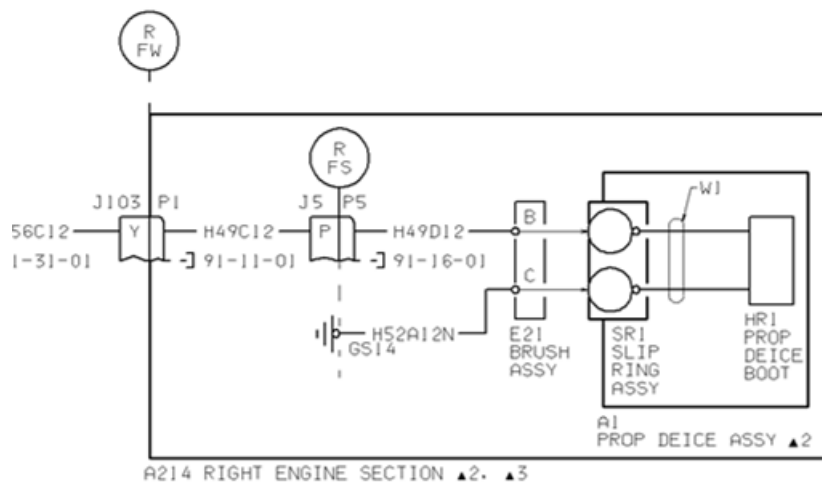 R
FW
R
FS
J103 P1
J5 P5
W1
56C12
Y
H49C12
P
H49D12
B
1-31-01
91-11-01
91-16-01
C
H52A12N
GS14
E21
BRUSH
ASSY
SR1
SLIP
RING
ASSY
HR1
PROP
DEICE
BOOT
A1
PROP DEICE ASSY ▲2
A214 RIGHT ENGINE SECTION ▲2. ▲3